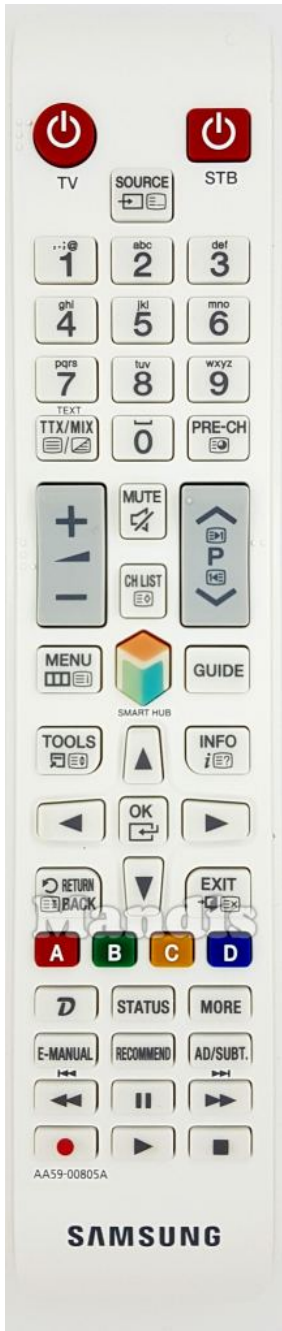 TV
STB
SOURCE
.,-;@ abc def
1 2 3
ghi jkl mno
4 5 6
pqrs tuv wxyz
7 8 9
TEXT
TTX/MIX 0 PRE-CH
MUTE
+ P
−
CH LIST
MENU GUIDE
SMART HUB
TOOLS INFO
i ?
OK
RETURN EXIT
BACK
Mandis
A B C D
D STATUS MORE
E-MANUAL RECOMMEND AD/SUBT.
AA59-00805A
SAMSUNG